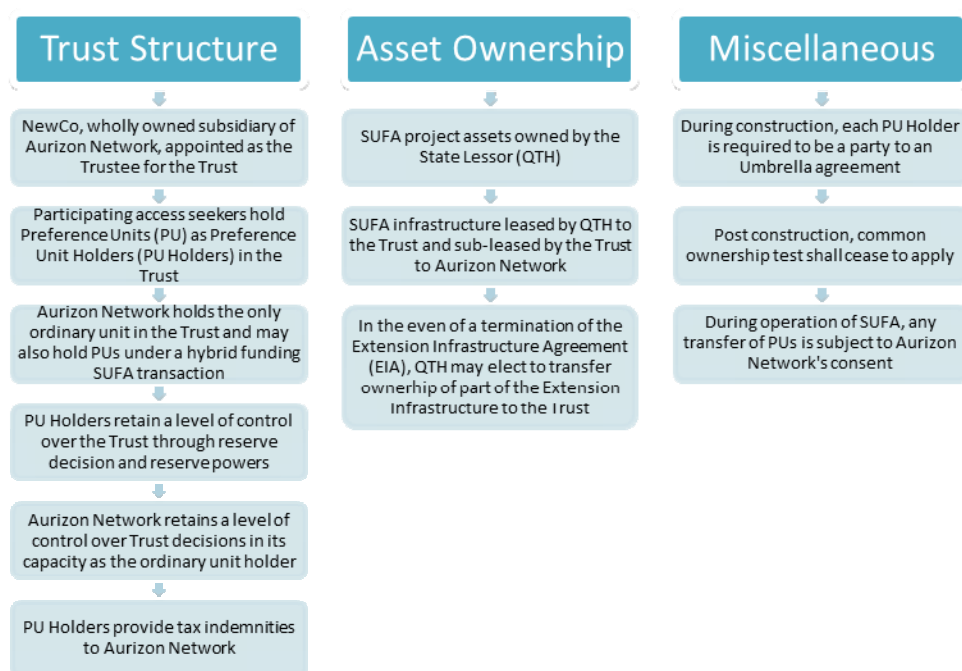 Trust Structure
NewCo, wholly owned subsidiary of
Aurizon Network, appointed as the
Trustee for the Trust
Participating access seekers hold
Preference Units (PU) as Preference
Unit Holders (PU Holders) in the
Trust
Aurizon Network holds the only
ordinary unit in the Trust and may
also hold PUs under a hybrid funding
SUFA transaction
PU Holders retain a level of control
over the Trust through reserve
decision and reserve powers
Aurizon Network retains a level of
control over Trust decisions in its
capacity as the ordinary unit holder
PU Holders provide tax indemnities
to Aurizon Network
Asset Ownership
SUFA project assets owned by the
State Lessor (QTH)
SUFA infrastructure leased by QTH to
the Trust and sub-leased by the Trust
to Aurizon Network
In the even of a termination of the
Extension Infrastructure Agreement
(EIA), QTH may elect to transfer
ownerhip of part of the Extension
Infrastructure to the Trust
Miscellaneous
During construction, each PU Holder
is required to be a party to an
Umbrella agreement
Post construction, common
ownership test shall cease to apply
During operation of SUFA, any
transfer of PUs is subject to Aurizon
Network's consent